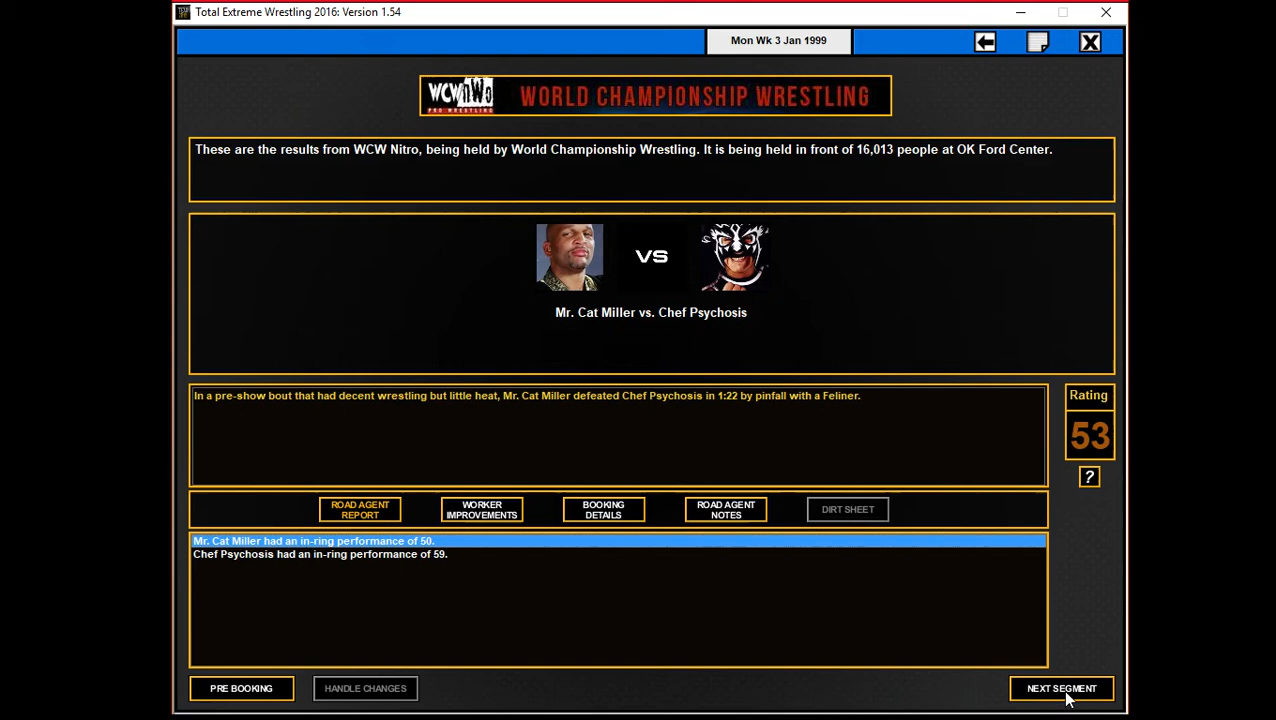 Total Extreme Wrestling 2016: Version 1.54
Mon Wk 3 Jan 1999
WCW nWo
PRO WRESTLING
WORLD CHAMPIONSHIP WRESTLING
These are the results from WCW Nitro, being held by World Championship Wrestling. It is being held in front of 16,013 people at OK Ford Center.
VS
Mr. Cat Miller vs. Chef Psychosis
In a pre-show bout that had decent wrestling but little heat, Mr. Cat Miller defeated Chef Psychosis in 1:22 by pinfall with a Feliner.
Rating
53
?
ROAD AGENT
REPORT
WORKER
IMPROVEMENTS
BOOKING
DETAILS
ROAD AGENT
NOTES
DIRT SHEET
Mr. Cat Miller had an in-ring performance of 50.
Chef Psychosis had an in-ring performance of 59.
PRE BOOKING
HANDLE CHANGES
NEXT SEGMENT